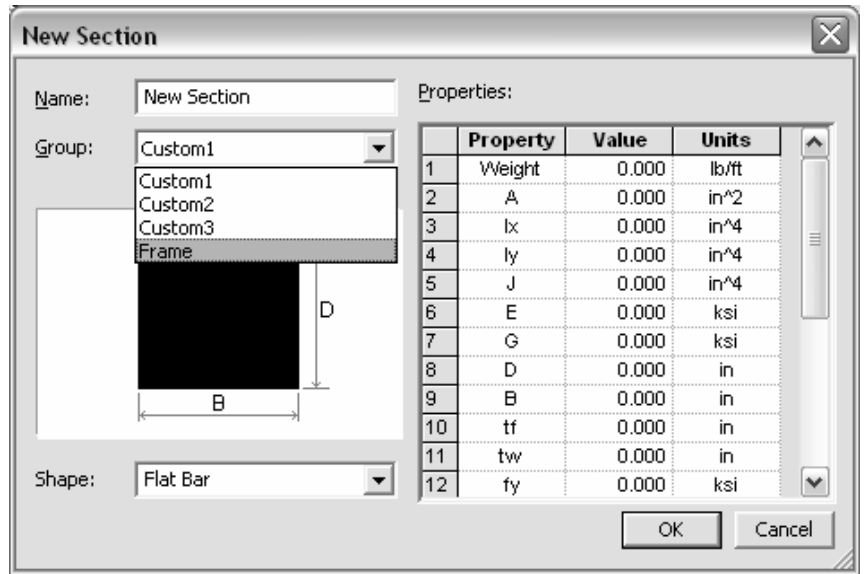 New Section
Name: New Section
Group: Custom1
Custom1
Custom2
Custom3
Frame
D
B
Shape: Flat Bar
Properties:
Property Value Units
1 Weight 0.000 lb/ft
2 A 0.000 in^2
3 Ix 0.000 in^4
4 Iy 0.000 in^4
5 J 0.000 in^4
6 E 0.000 ksi
7 G 0.000 ksi
8 D 0.000 in
9 B 0.000 in
10 tf 0.000 in
11 tw 0.000 in
12 fy 0.000 ksi
OK Cancel